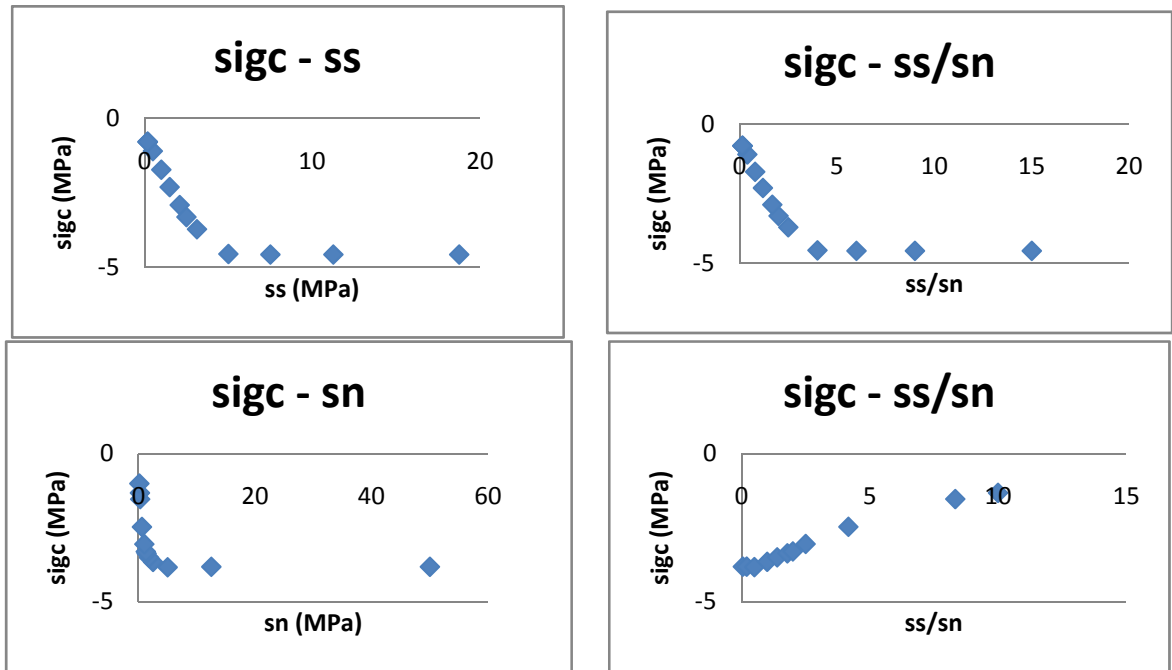 sigc - ss
0
0 10 20
sigc (MPa)
-5
ss (MPa)
sigc - ss/sn
0
0 5 10 15 20
sigc (MPa)
-5
ss/sn
sigc - sn
0
0 20 40 60
sigc (MPa)
-5
sn (MPa)
sigc - ss/sn
0
0 5 10 15
sigc (MPa)
-5
ss/sn